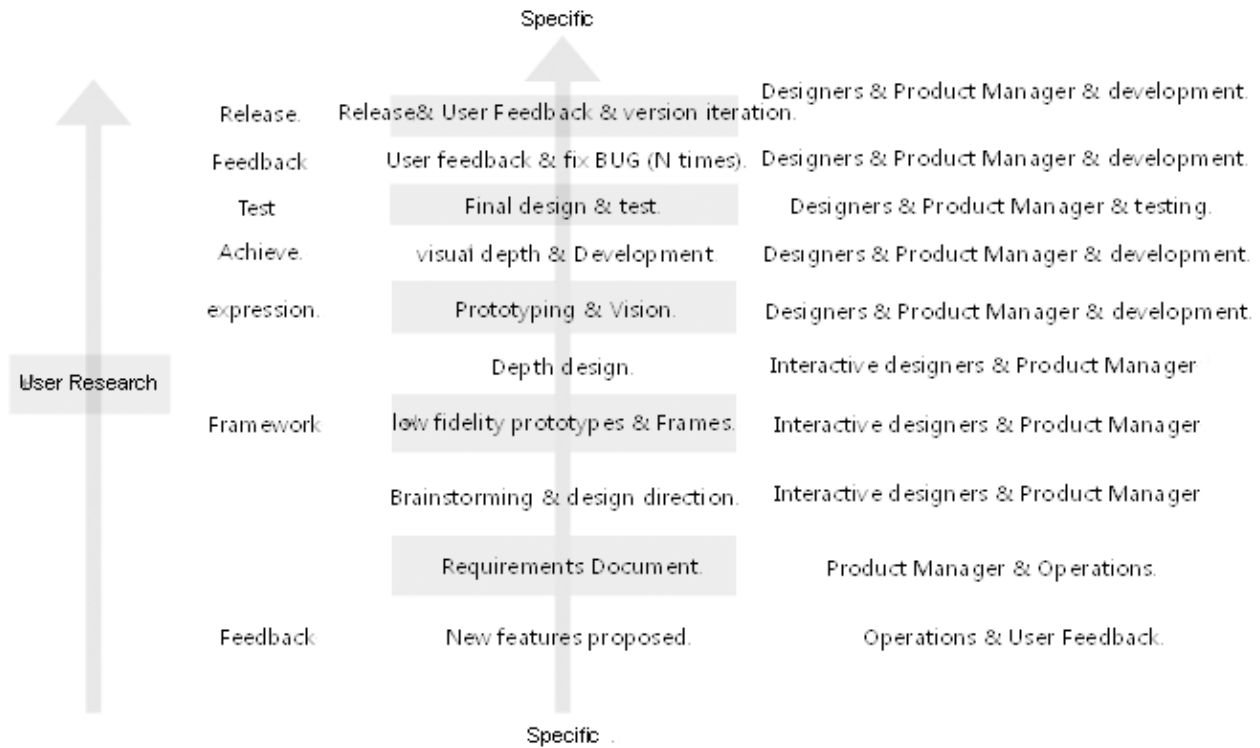 Specific
Designers & Product Manager & development.
Release. Release& User Feedback & version iteration.
Feedback User feedback & fix BUG (N times). Designers & Product Manager & development.
Test Final design & test. Designers & Product Manager & testing.
Achieve. visual depth & Development. Designers & Product Manager & development.
expression. Prototyping & Vision. Designers & Product Manager & development.
Depth design. Interactive designers & Product Manager
User Research
Framework low fidelity prototypes & Frames. Interactive designers & Product Manager
Brainstorming & design direction. Interactive designers & Product Manager
Requirements Document. Product Manager & Operations.
Feedback New features proposed. Operations & User Feedback.
Specific .